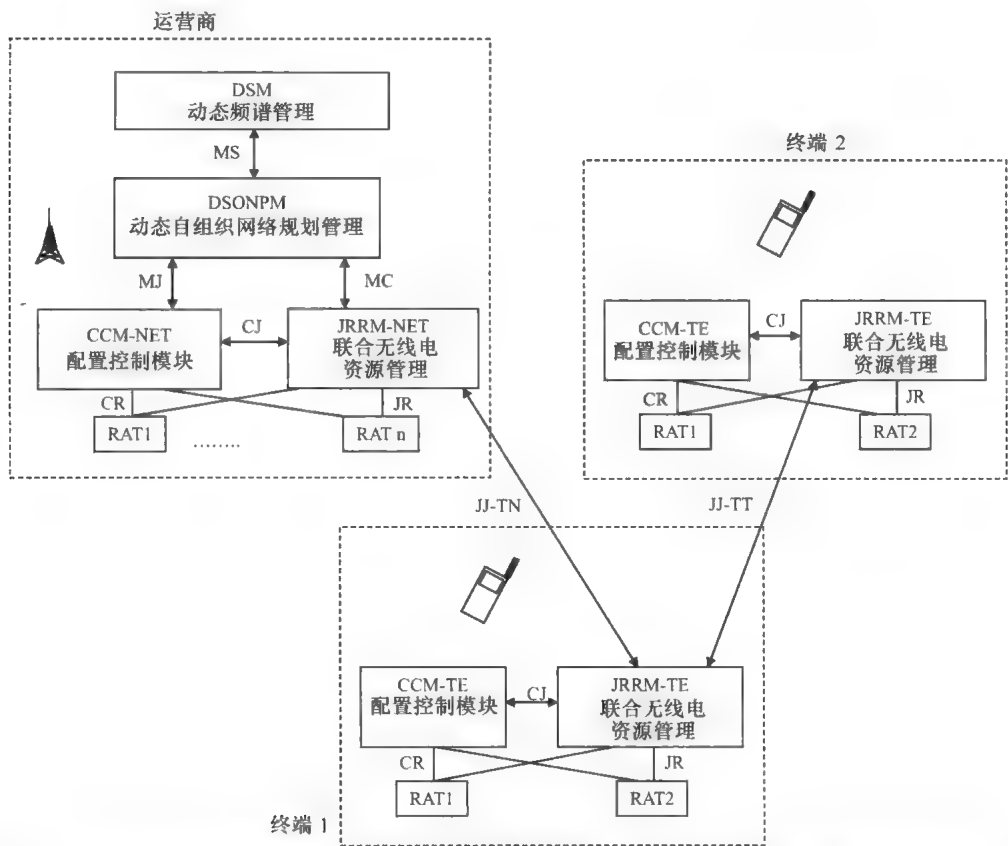 运营商
DSM
动态频谱管理
MS
DSONPM
动态自组织网络规划管理
MJ
MC
CCM-NET
配置控制模块
CJ
JRRM-NET
联合无线电
资源管理
CR
JR
RAT1
........
RAT n
终端 2
CCM-TE
配置控制模块
CJ
JRRM-TE
联合无线电
资源管理
CR
JR
RAT1
RAT2
JJ-TN
JJ-TT
CCM-TE
配置控制模块
CJ
JRRM-TE
联合无线电
资源管理
CR
JR
RAT1
RAT2
终端 1